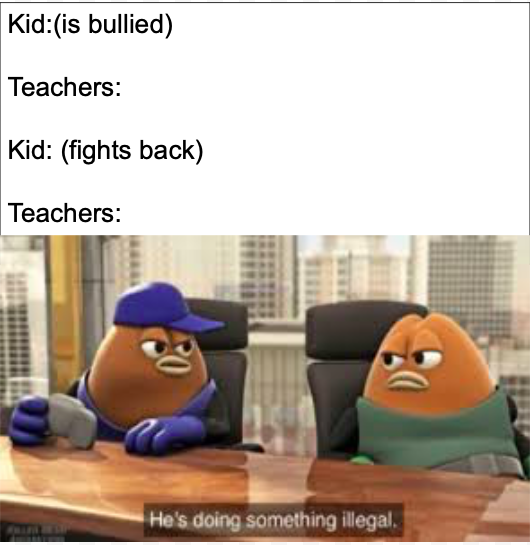 Kid:(is bullied)
Teachers:
Kid: (fights back)
Teachers:
He's doing something illegal.